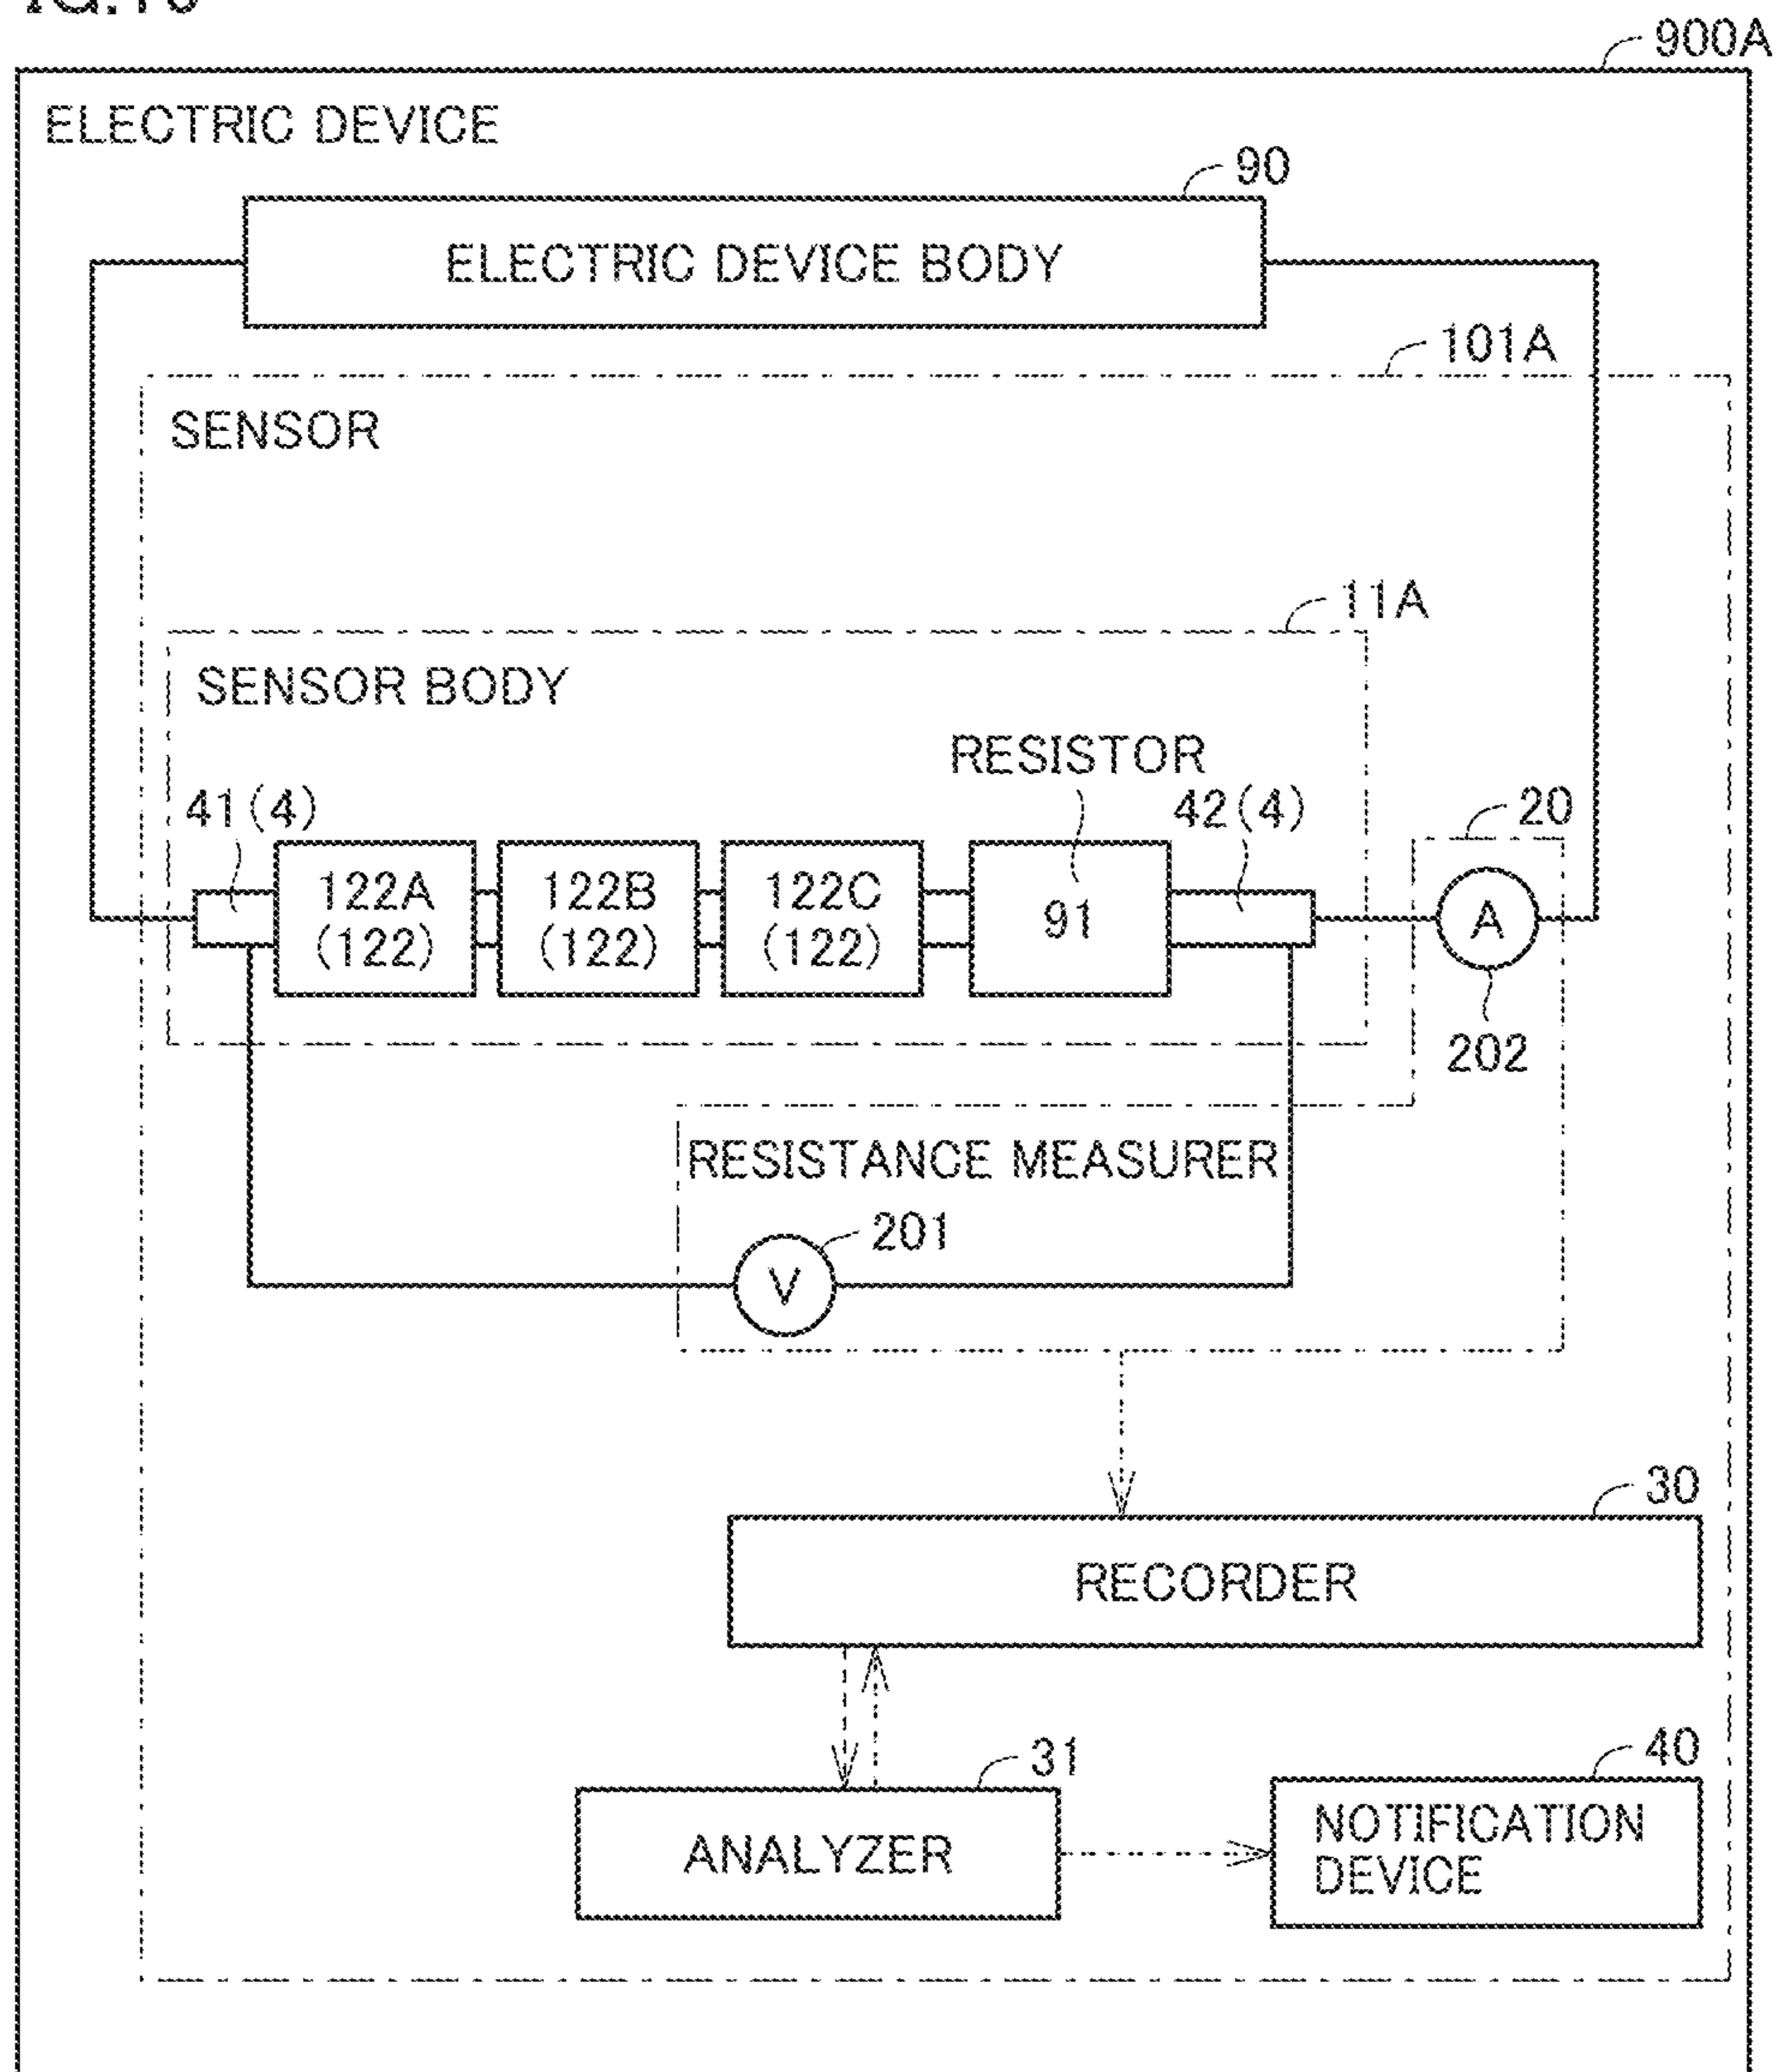 900A
ELECTRIC DEVICE
90
ELECTRIC DEVICE BODY
101A
SENSOR
11A
SENSOR BODY
RESISTOR
41(4)
42(4)
20
122A
(122)
122B
(122)
122C
(122)
91
A
202
RESISTANCE MEASURER
201
V
30
RECORDER
31
40
ANALYZER
NOTIFICATION
DEVICE